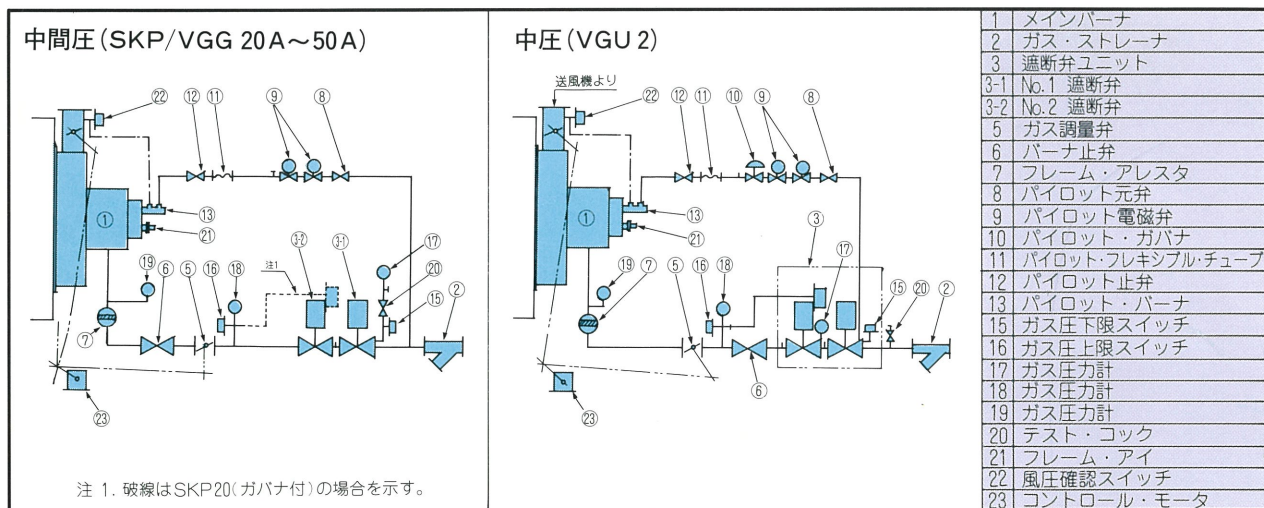 中間圧(SKP/VGG 20A～50A)
㉒
⑫
⑪
⑨
⑧
①
⑬
㉑
⑲
⑥
⑤
⑯
⑱
注1
3-2
3-1
⑰
⑳
⑮
②
⑦
㉓
注 1. 破線はSKP20(ガバナ付)の場合を示す。
中圧(VGU 2)
送風機より
㉒
⑫
⑪
⑩
⑨
⑧
①
⑬
㉑
③
⑲
⑦
⑤
⑯
⑱
⑰
⑮
⑳
②
⑥
㉓
1 メインバーナ
2 ガス・ストレーナ
3 遮断弁ユニット
3-1 No.1 遮断弁
3-2 No.2 遮断弁
5 ガス調量弁
6 バーナ止弁
7 フレーム・アレスタ
8 パイロット元弁
9 パイロット電磁弁
10 パイロット・ガバナ
11 パイロット・フレキシブル・チューブ
12 パイロット止弁
13 パイロット・バーナ
15 ガス圧下限スイッチ
16 ガス圧上限スイッチ
17 ガス圧力計
18 ガス圧力計
19 ガス圧力計
20 テスト・コック
21 フレーム・アイ
22 風圧確認スイッチ
23 コントロール・モータ